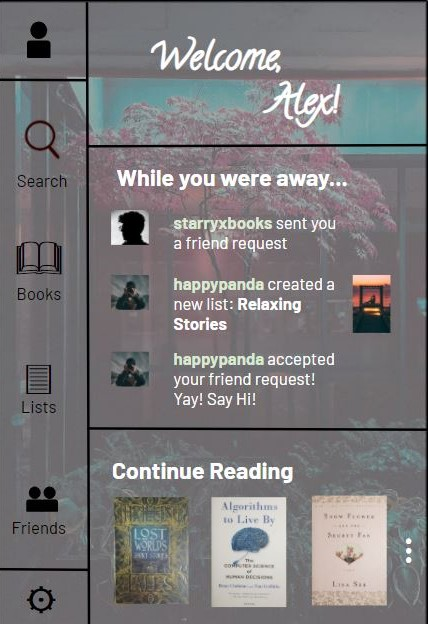 Welcome,
Alex!
Search
Books
Lists
Friends
While you were away...
starryxbooks sent you
a friend request
happypanda created a
new list: Relaxing
Stories
happypanda accepted
your friend request!
Yay! Say Hi!
Continue Reading
LOST
WORLDS
SHORT STORIES
Algorithms
to Live By
The
COMPUTER SCIENCE
OF
HUMAN DECISIONS
Snow Flower
AND THE
Secret Fan
Lisa See